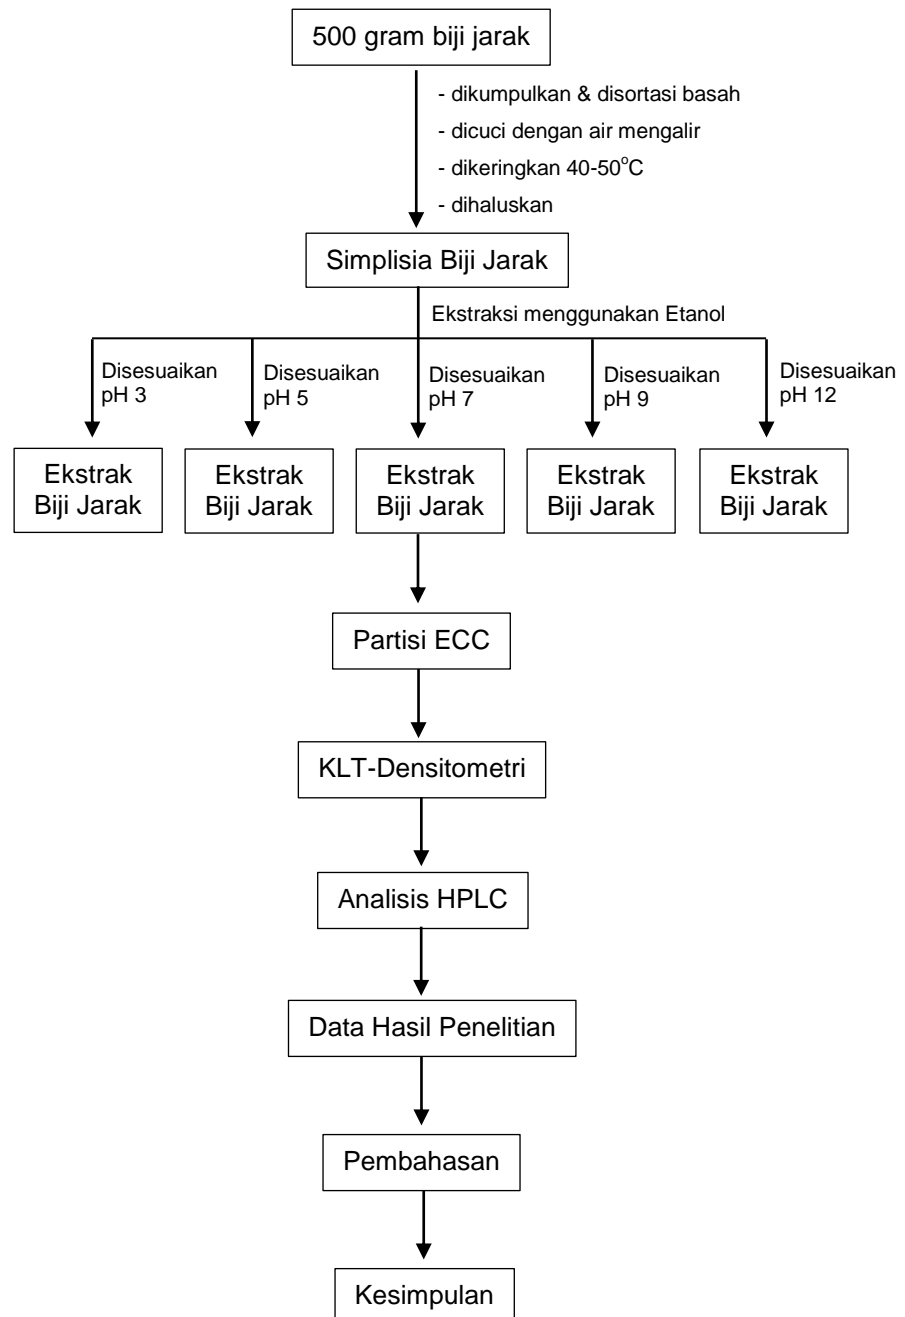 500 gram biji jarak
- dikumpulkan & disortasi basah
- dicuci dengan air mengalir
- dikeringkan 40-50°C
- dihaluskan
Simplisia Biji Jarak
Ekstraksi menggunakan Etanol
Disesuaikan
pH 3
Disesuaikan
pH 5
Disesuaikan
pH 7
Disesuaikan
pH 9
Disesuaikan
pH 12
Ekstrak
Biji Jarak
Ekstrak
Biji Jarak
Ekstrak
Biji Jarak
Ekstrak
Biji Jarak
Ekstrak
Biji Jarak
Partisi ECC
KLT-Densitometri
Analisis HPLC
Data Hasil Penelitian
Pembahasan
Kesimpulan